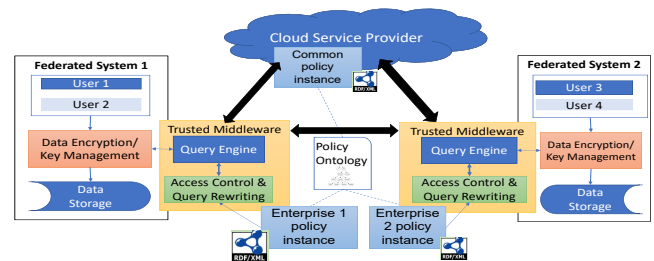 Cloud Service Provider
Common
policy
instance
RDF/XML
Federated System 1
User 1
User 2
Data Encryption/
Key Management
Data
Storage
Trusted Middleware
Query Engine
Access Control &
Query Rewriting
Policy
Ontology
Trusted Middleware
Query Engine
Access Control &
Query Rewriting
Federated System 2
User 3
User 4
Data Encryption/
Key Management
Data
Storage
Enterprise 1
policy
instance
RDF/XML
Enterprise
2 policy
instance
RDF/XML